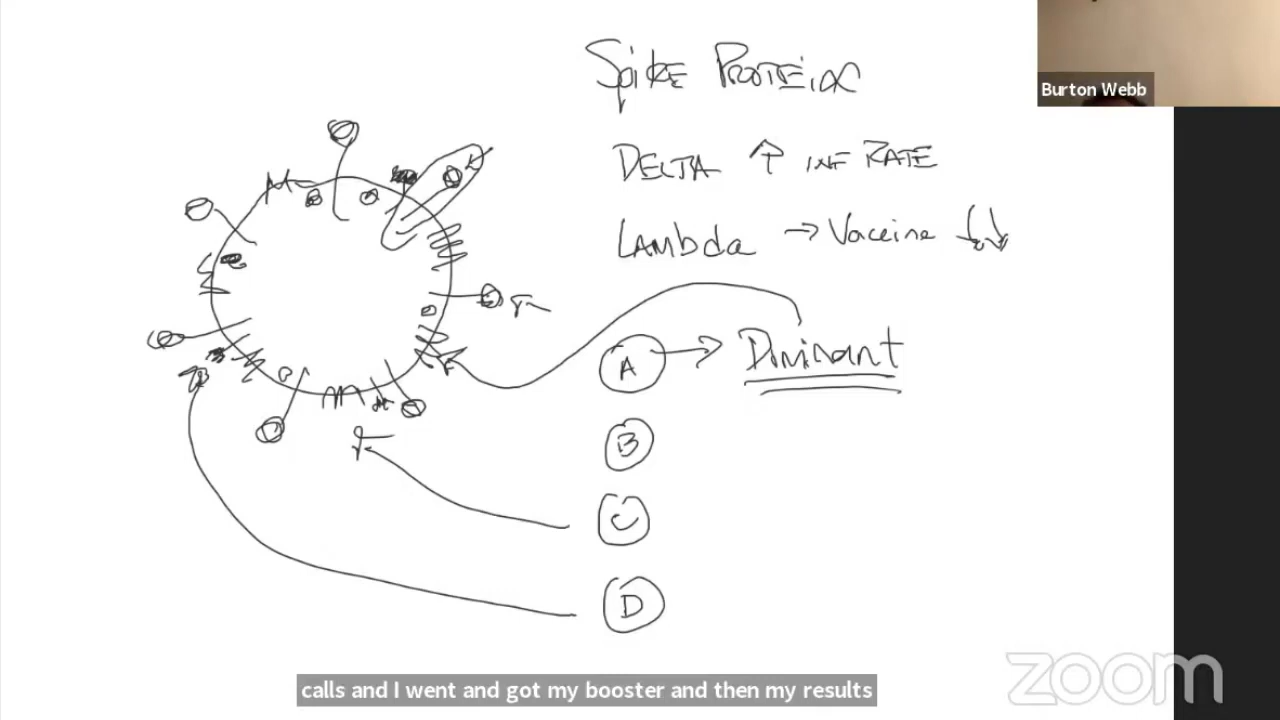 Burton Webb
SPIKE PROTEIN
DELTA ↑ INF RATE
LAMBDA → Vaccine ↓↓
A → Dominant
B
C
D
calls and I went and got my booster and then my results
zoom